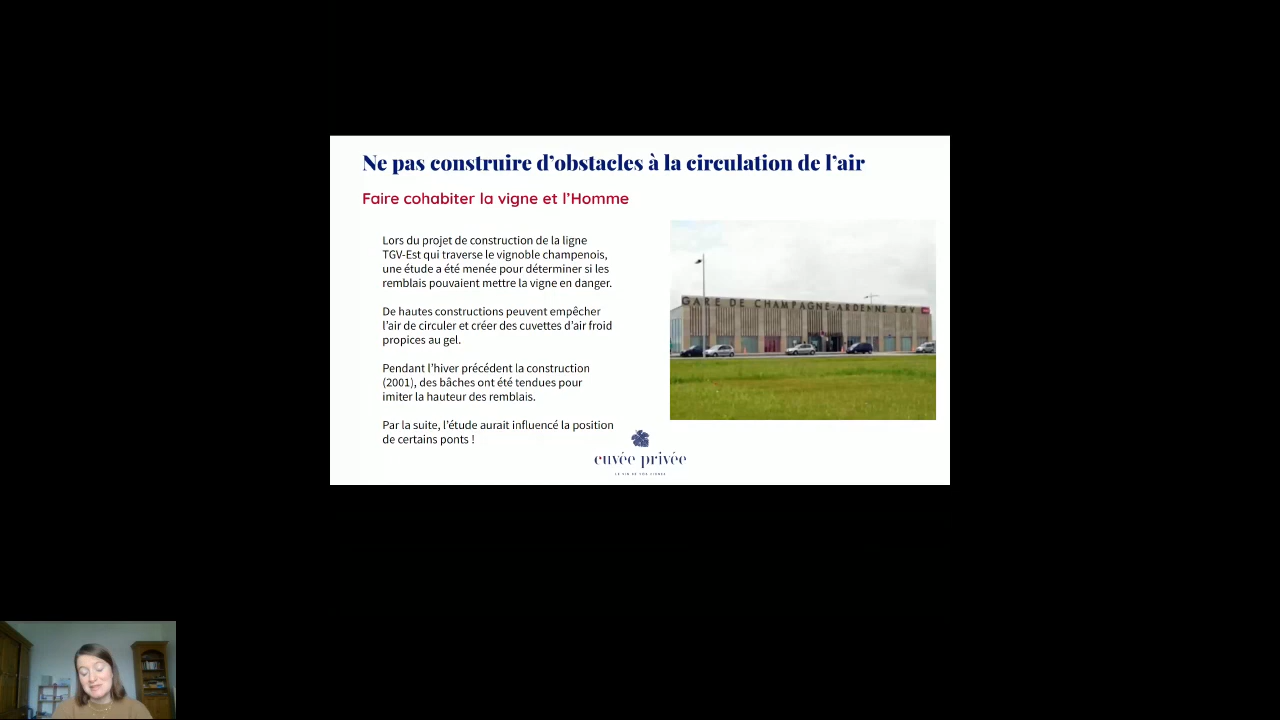 Ne pas construire d'obstacles à la circulation de l'air
Faire cohabiter la vigne et l'Homme
Lors du projet de construction de la ligne
TGV-Est qui traverse le vignoble champenois,
une étude a été menée pour déterminer si les
remblais pouvaient mettre la vigne en danger.
De hautes constructions peuvent empêcher
l'air de circuler et créer des cuvettes d'air froid
propices au gel.
Pendant l'hiver précédent la construction
(2001), des bâches ont été tendues pour
imiter la hauteur des remblais.
Par la suite, l'étude aurait influencé la position
de certains ponts !
GARE DE CHAMPAGNE-ARDENNE TGV
cuvée privée
LE VIN DE VOS VIGNES